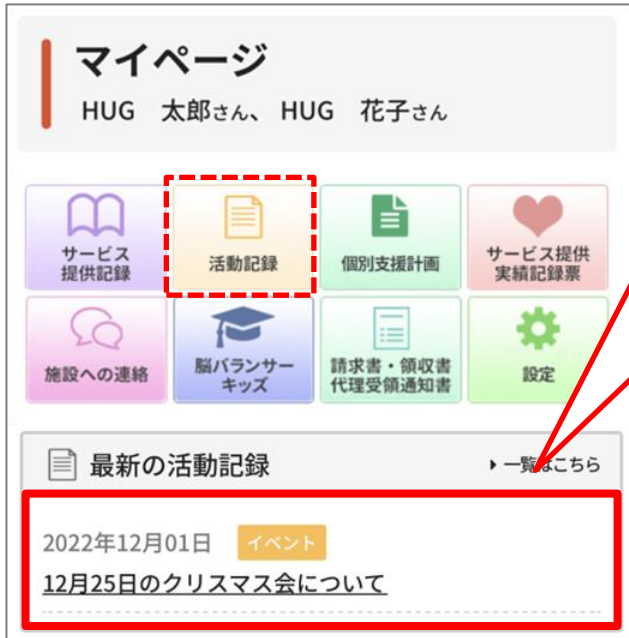 マイページ
HUG 太郎さん、 HUG 花子さん
サービス
提供記録
活動記録
個別支援計画
サービス提供
実績記録票
施設への連絡
脳バランサー
キッズ
請求書・領収書
代理受領通知書
設定
最新の活動記録
一覧はこちら
2022年12月01日 イベント
12月25日のクリスマス会について